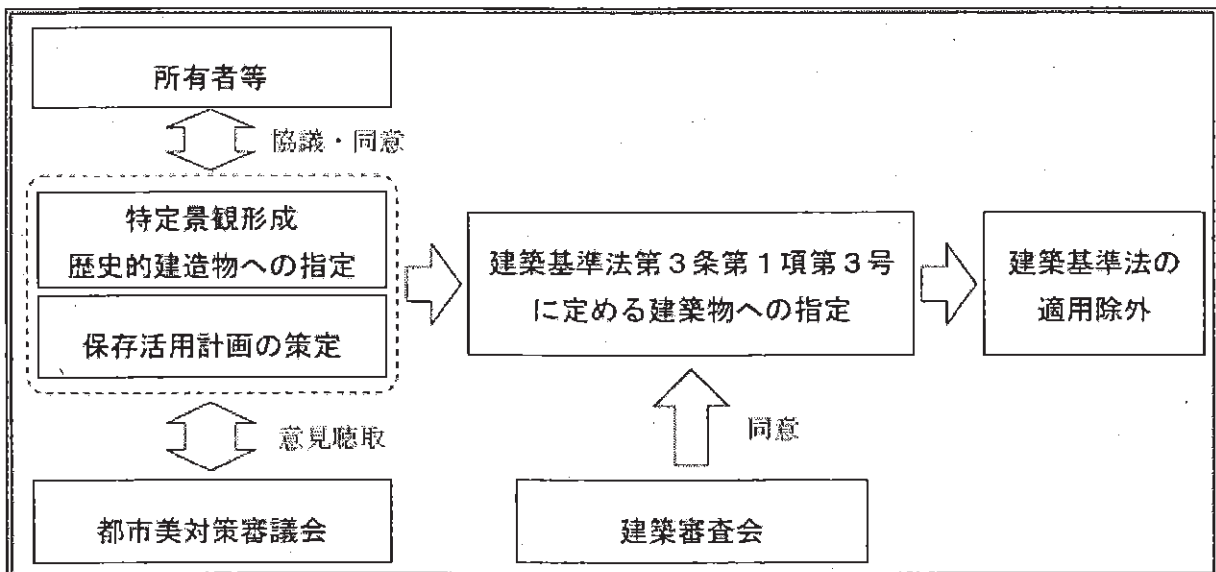 所有者等
協議・同意
特定景観形成
歴史的建造物への指定
保存活用計画の策定
建築基準法第３条第１項第３号
に定める建築物への指定
建築基準法の
適用除外
意見聴取
同意
都市美対策審議会
建築審査会